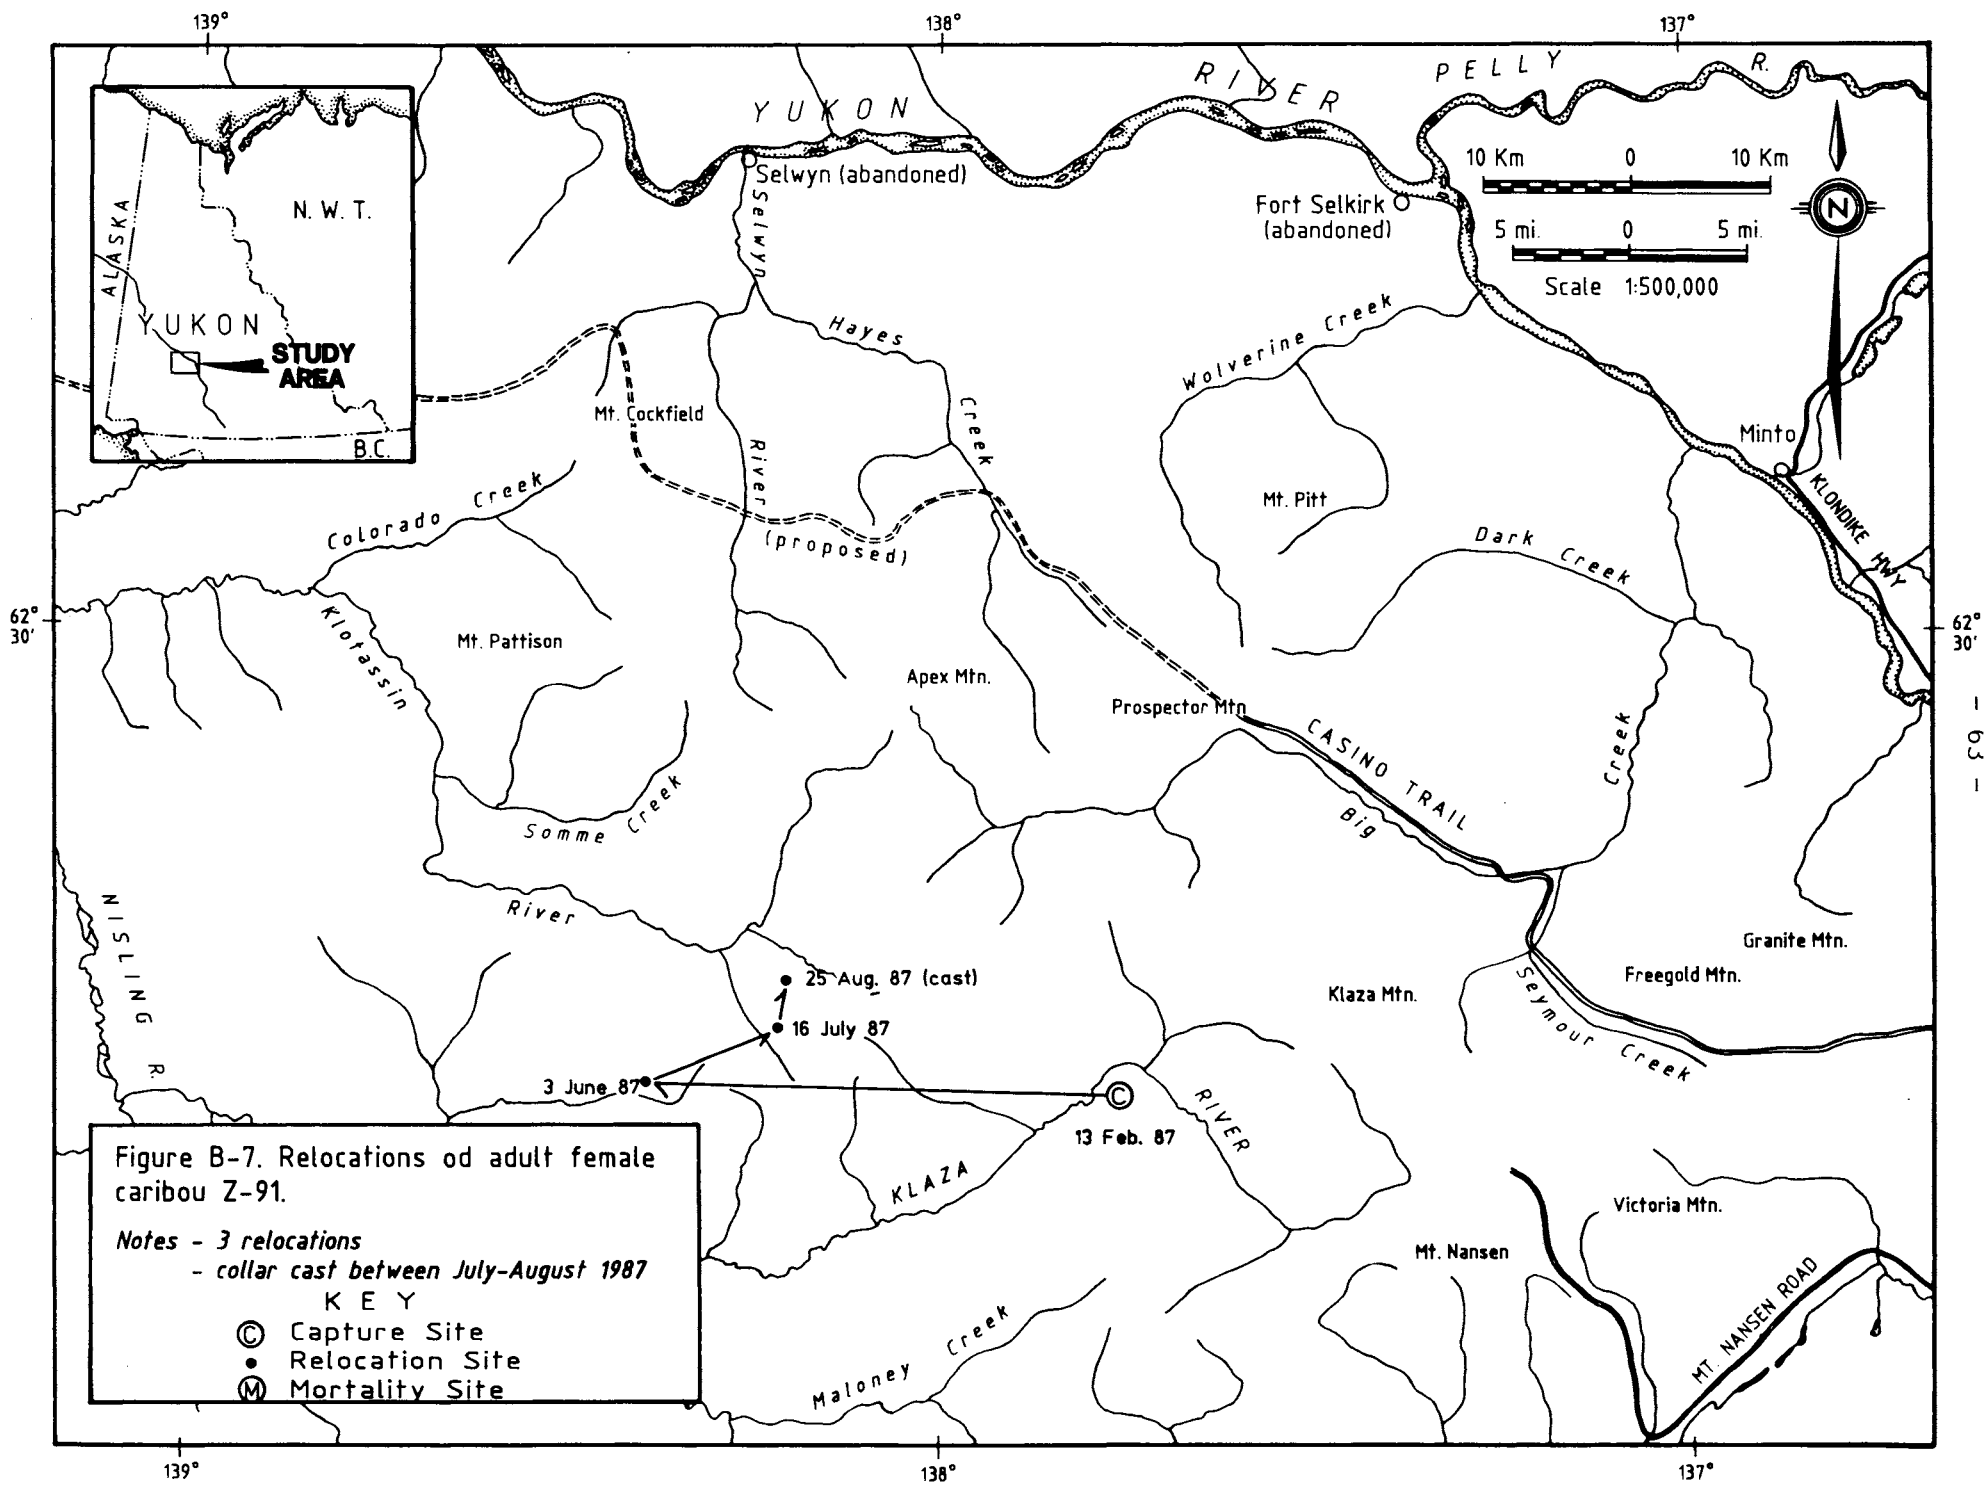 139°
138°
137°
YUKON
RIVER
PELLY
R.
10 Km 0 10 Km
5 mi. 0 5 mi.
Scale 1:500,000
N
ALASKA
N. W. T.
YUKON
STUDY
AREA
B.C.
Selwyn (abandoned)
Selwyn
River
Fort Selkirk
(abandoned)
Hayes
Creek
Wolverine Creek
Mt. Cockfield
Minto
KLONDIKE HWY
Colorado Creek
(proposed)
Mt. Pitt
Dark Creek
62°
30'
62°
30'
Klotassin
Mt. Pattison
Apex Mtn.
Prospector Mtn
CASINO TRAIL
Big
Creek
- 63 -
Somme Creek
River
NISLING R.
Granite Mtn.
Freegold Mtn.
Klaza Mtn.
Seymour Creek
25 Aug. 87 (cast)
16 July 87
3 June 87
C
13 Feb. 87
RIVER
KLAZA
Victoria Mtn.
Mt. Nansen
MT. NANSEN ROAD
Maloney Creek
Figure B-7. Relocations od adult female
caribou Z-91.
Notes - 3 relocations
- collar cast between July-August 1987
KEY
C Capture Site
• Relocation Site
M Mortality Site
139°
138°
137°